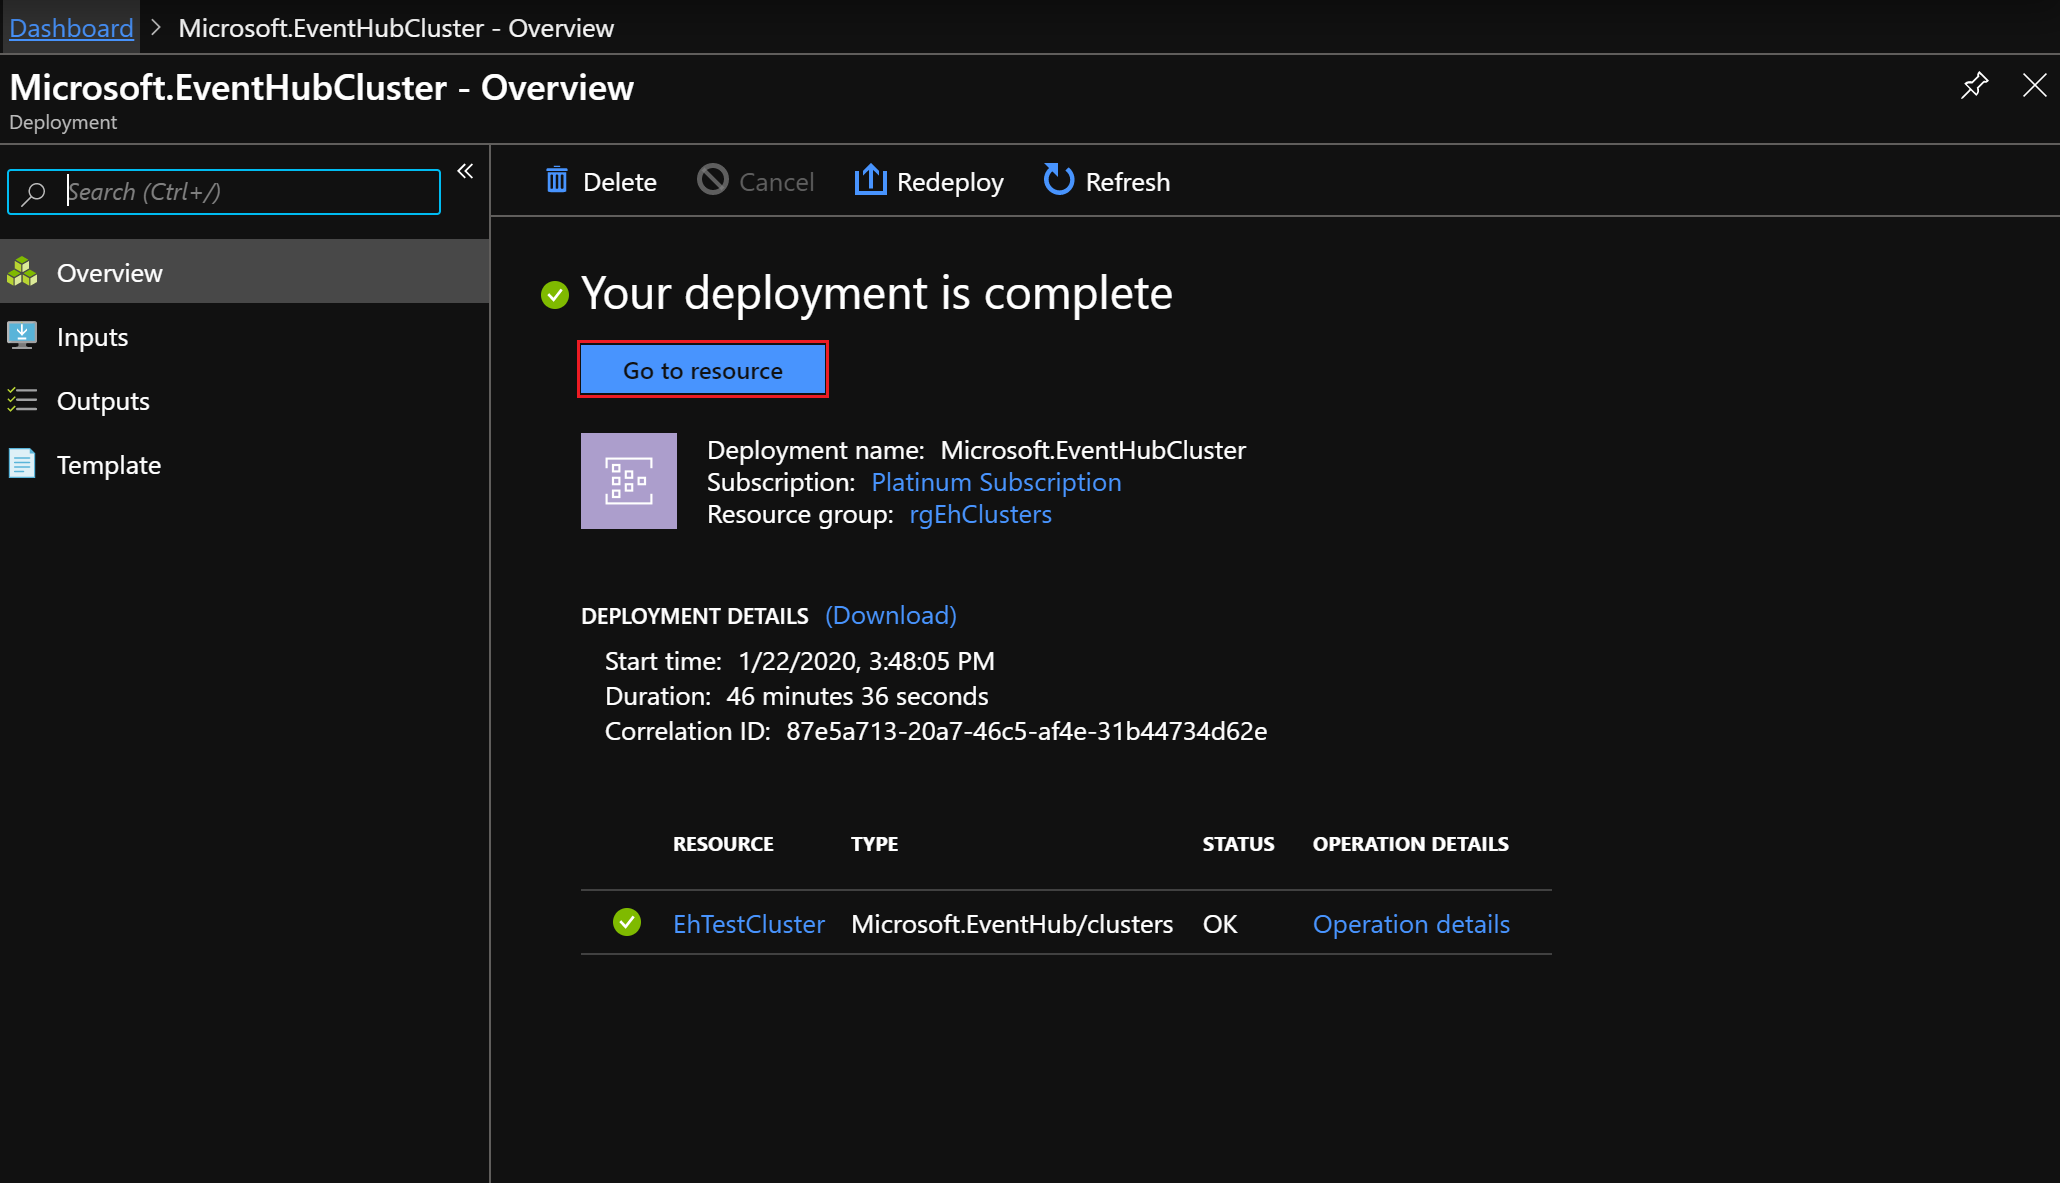 Dashboard > Microsoft.EventHubCluster - Overview
Microsoft.EventHubCluster - Overview
Deployment
Search (Ctrl+/)
«
Overview
Inputs
Outputs
Template
Delete Cancel Redeploy Refresh
Your deployment is complete
Go to resource
Deployment name: Microsoft.EventHubCluster
Subscription: Platinum Subscription
Resource group: rgEhClusters
DEPLOYMENT DETAILS (Download)
Start time: 1/22/2020, 3:48:05 PM
Duration: 46 minutes 36 seconds
Correlation ID: 87e5a713-20a7-46c5-af4e-31b44734d62e
RESOURCE TYPE STATUS OPERATION DETAILS
EhTestCluster Microsoft.EventHub/clusters OK Operation details